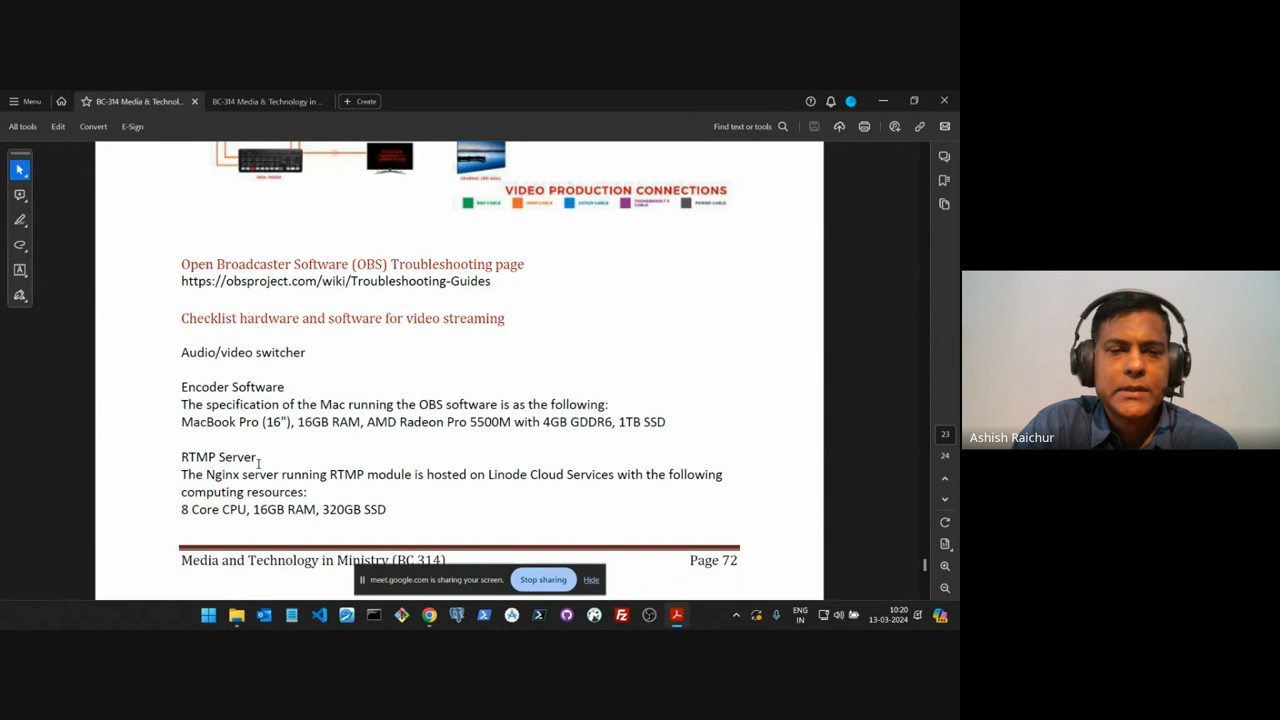 Menu
BC-314 Media & Technol...
BC-314 Media & Technology in ...
Create
All tools
Edit
Convert
E-Sign
Find text or tools
VIDEO PRODUCTION CONNECTIONS
POWER CABLE
Open Broadcaster Software (OBS) Troubleshooting page
https://obsproject.com/wiki/Troubleshooting-Guides
Checklist hardware and software for video streaming
Audio/video switcher
Encoder Software
The specification of the Mac running the OBS software is as the following:
MacBook Pro (16"), 16GB RAM, AMD Radeon Pro 5500M with 4GB GDDR6, 1TB SSD
RTMP Server
The Nginx server running RTMP module is hosted on Linode Cloud Services with the following
computing resources:
8 Core CPU, 16GB RAM, 320GB SSD
Media and Technology in Ministry (BC 314)
Page 72
23
24
meet.google.com is sharing your screen.
Stop sharing
Hide
ENG
IN
10:20
13-03-2024
Ashish Raichur